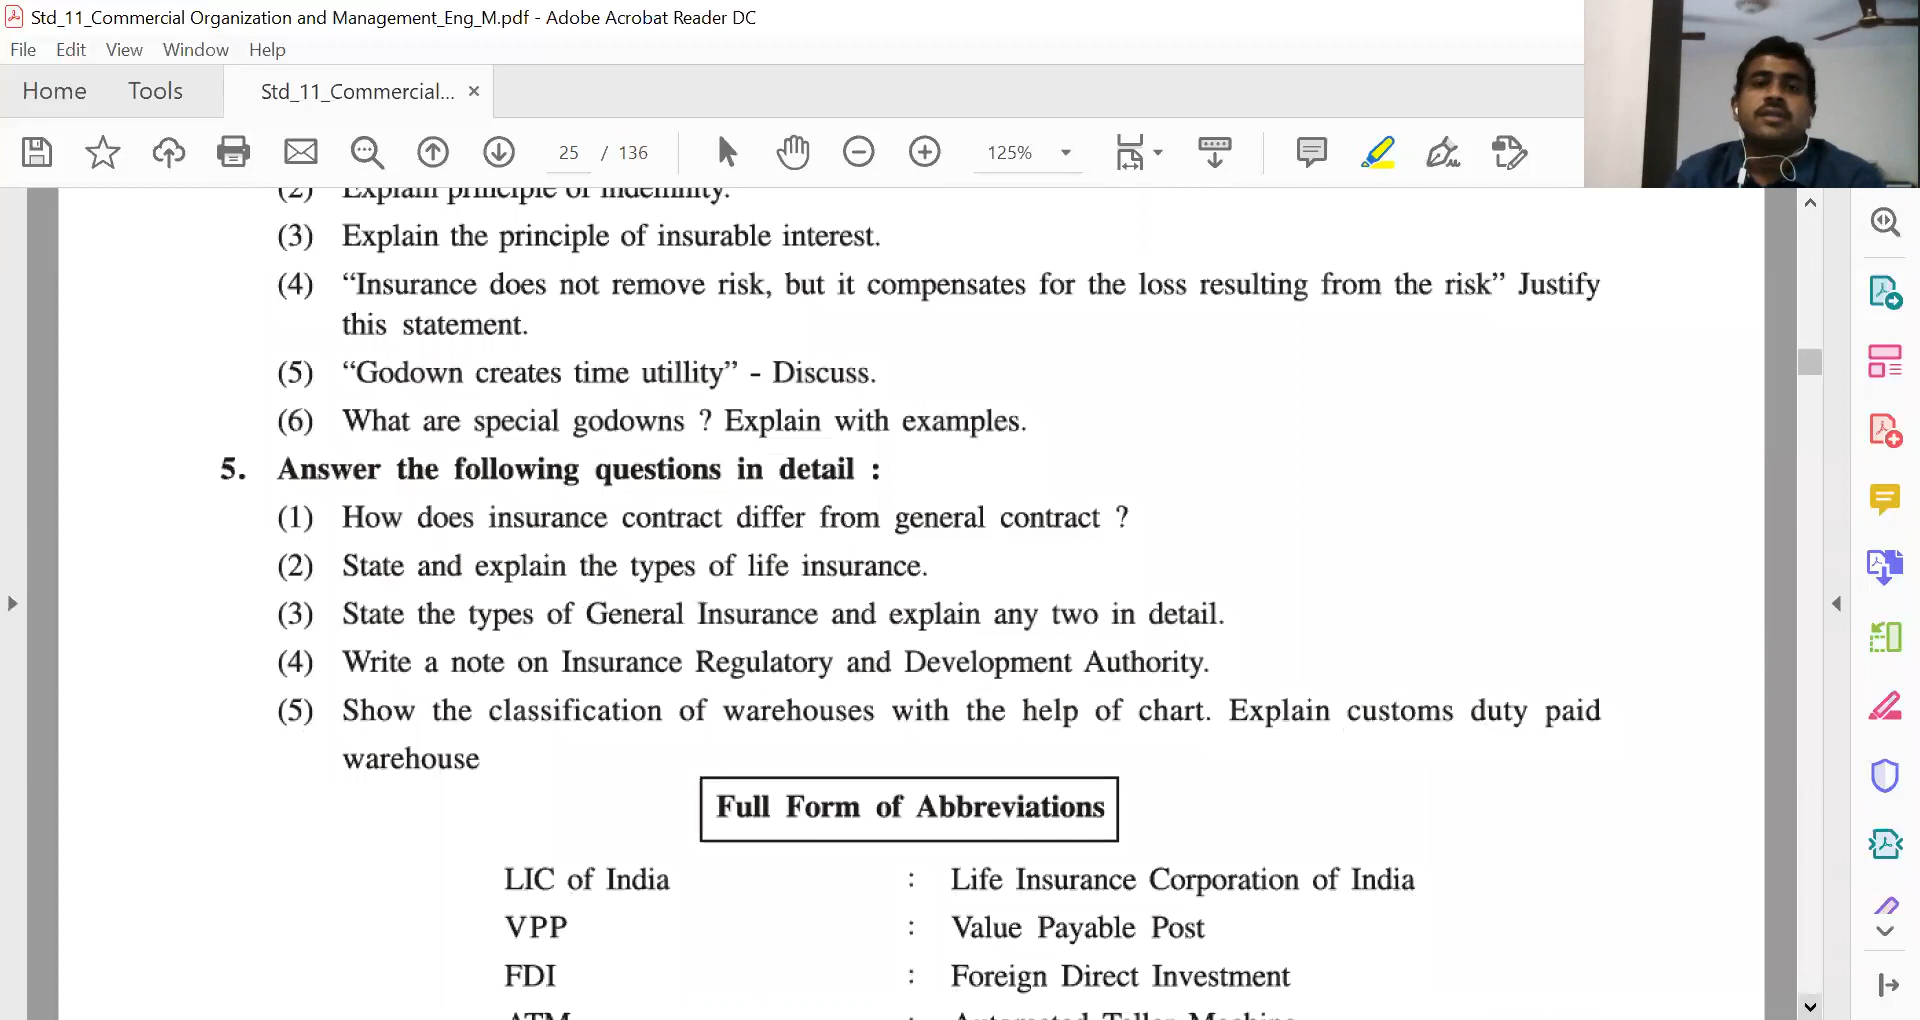 Std_11_Commercial Organization and Management_Eng_M.pdf - Adobe Acrobat Reader DC
File Edit View Window Help
Home Tools Std_11_Commercial... ×
25 / 136 125%
(2) Explain principle of indemnity.
(3) Explain the principle of insurable interest.
(4) “Insurance does not remove risk, but it compensates for the loss resulting from the risk” Justify
this statement.
(5) “Godown creates time utillity” - Discuss.
(6) What are special godowns ? Explain with examples.
5. Answer the following questions in detail :
(1) How does insurance contract differ from general contract ?
(2) State and explain the types of life insurance.
(3) State the types of General Insurance and explain any two in detail.
(4) Write a note on Insurance Regulatory and Development Authority.
(5) Show the classification of warehouses with the help of chart. Explain customs duty paid
warehouse
Full Form of Abbreviations
LIC of India : Life Insurance Corporation of India
VPP : Value Payable Post
FDI : Foreign Direct Investment
ATM : Automated Teller Machine